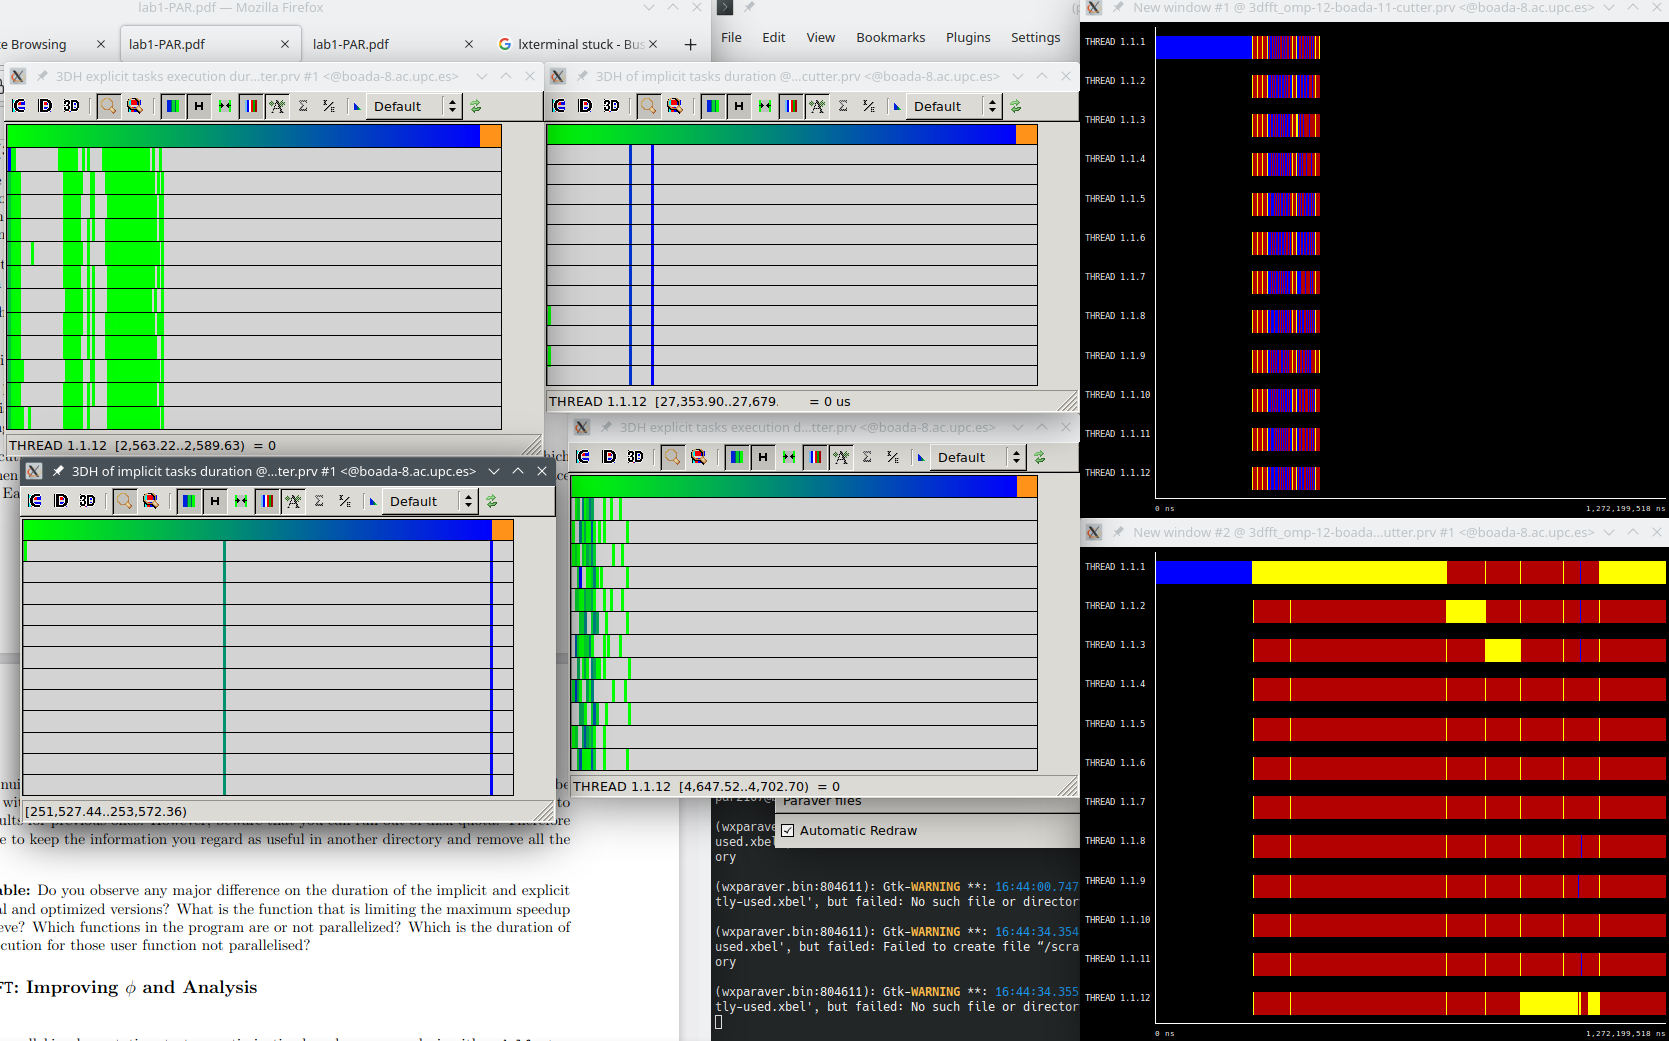 lab1-PAR.pdf — Mozilla Firefox
e Browsing
lab1-PAR.pdf
lab1-PAR.pdf
lxterminal stuck - Bus
File Edit View Bookmarks Plugins Settings
3DH explicit tasks execution dur...ter.prv #1 <@boada-8.ac.upc.es>
3D
Default
THREAD 1.1.12 [2,563.22..2,589.63) = 0
3DH of implicit tasks duration @...cutter.prv <@boada-8.ac.upc.es>
3D
Default
THREAD 1.1.12 [27,353.90..27,679. = 0 us
3DH of implicit tasks duration @...ter.prv #1 <@boada-8.ac.upc.es>
3D
Default
[251,527.44..253,572.36)
3DH explicit tasks execution d...tter.prv <@boada-8.ac.upc.es>
3D
Default
THREAD 1.1.12 [4,647.52..4,702.70) = 0
New window #1 @ 3dfft_omp-12-boada-11-cutter.prv <@boada-8.ac.upc.es>
THREAD 1.1.1
THREAD 1.1.2
THREAD 1.1.3
THREAD 1.1.4
THREAD 1.1.5
THREAD 1.1.6
THREAD 1.1.7
THREAD 1.1.8
THREAD 1.1.9
THREAD 1.1.10
THREAD 1.1.11
THREAD 1.1.12
0 ns 1,272,199,518 ns
New window #2 @ 3dfft_omp-12-boada...utter.prv #1 <@boada-8.ac.upc.es>
THREAD 1.1.1
THREAD 1.1.2
THREAD 1.1.3
THREAD 1.1.4
THREAD 1.1.5
THREAD 1.1.6
THREAD 1.1.7
THREAD 1.1.8
THREAD 1.1.9
THREAD 1.1.10
THREAD 1.1.11
THREAD 1.1.12
0 ns 1,272,199,518 ns
e to keep the information you regard as useful in another directory and remove all the
able: Do you observe any major difference on the duration of the implicit and explicit
al and optimized versions? What is the function that is limiting the maximum speedup
eve? Which functions in the program are or not parallelized? Which is the duration of
cution for those user function not parallelised?
FT: Improving ϕ and Analysis
Paraver files
Automatic Redraw
(wxparave
used.xbel
ory
(wxparaver.bin:804611): Gtk-WARNING **: 16:44:00.747
tly-used.xbel', but failed: No such file or director
(wxparaver.bin:804611): Gtk-WARNING **: 16:44:34.354
used.xbel', but failed: Failed to create file “/scra
ory
(wxparaver.bin:804611): Gtk-WARNING **: 16:44:34.355
tly-used.xbel', but failed: No such file or director